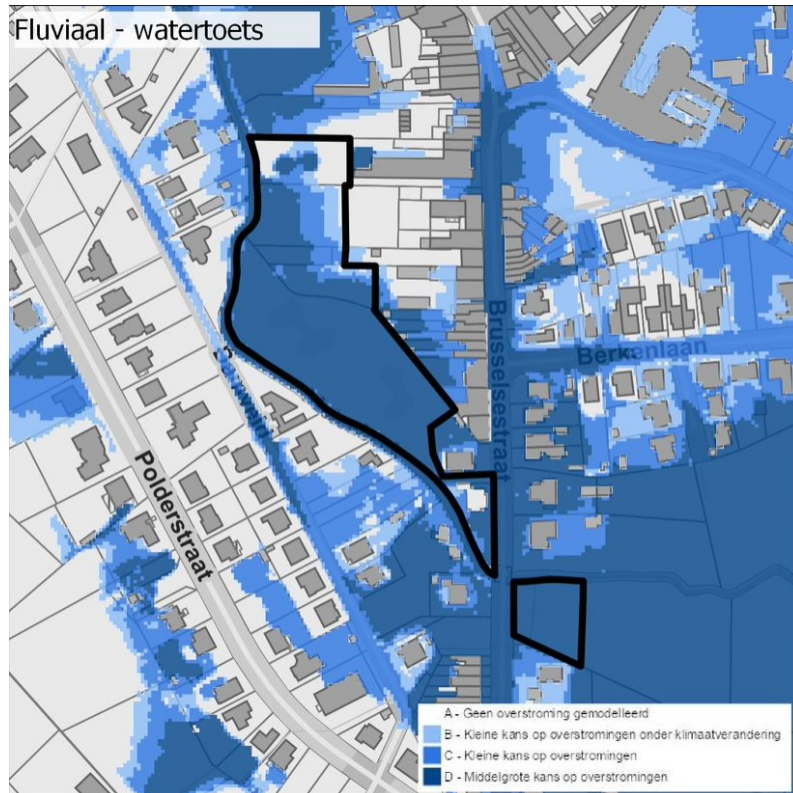 Fluviaal - watertoets
Brusselsestraat
Berkenlaan
Polderstraat
A - Geen overstroming gemodelleerd
B - Kleine kans op overstromingen onder klimaatverandering
C - Kleine kans op overstromingen
D - Middelgrote kans op overstromingen